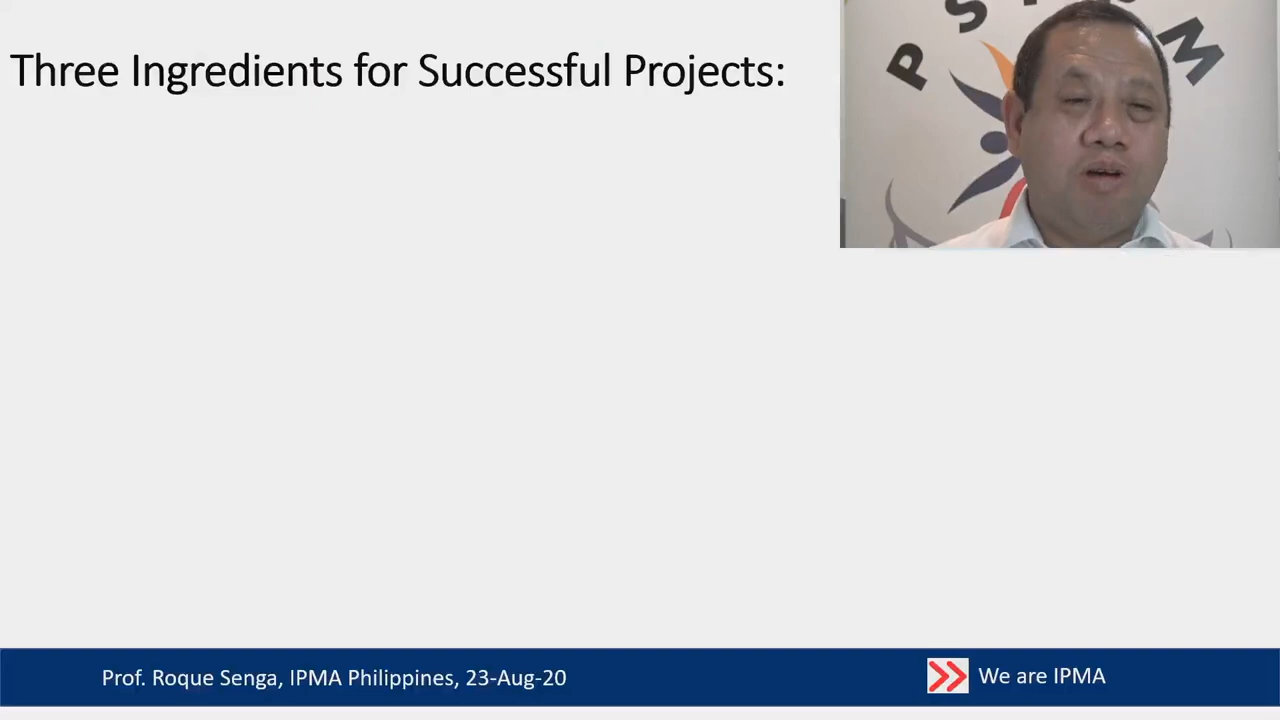 Three Ingredients for Successful Projects:
Prof. Roque Senga, IPMA Philippines, 23-Aug-20
We are IPMA